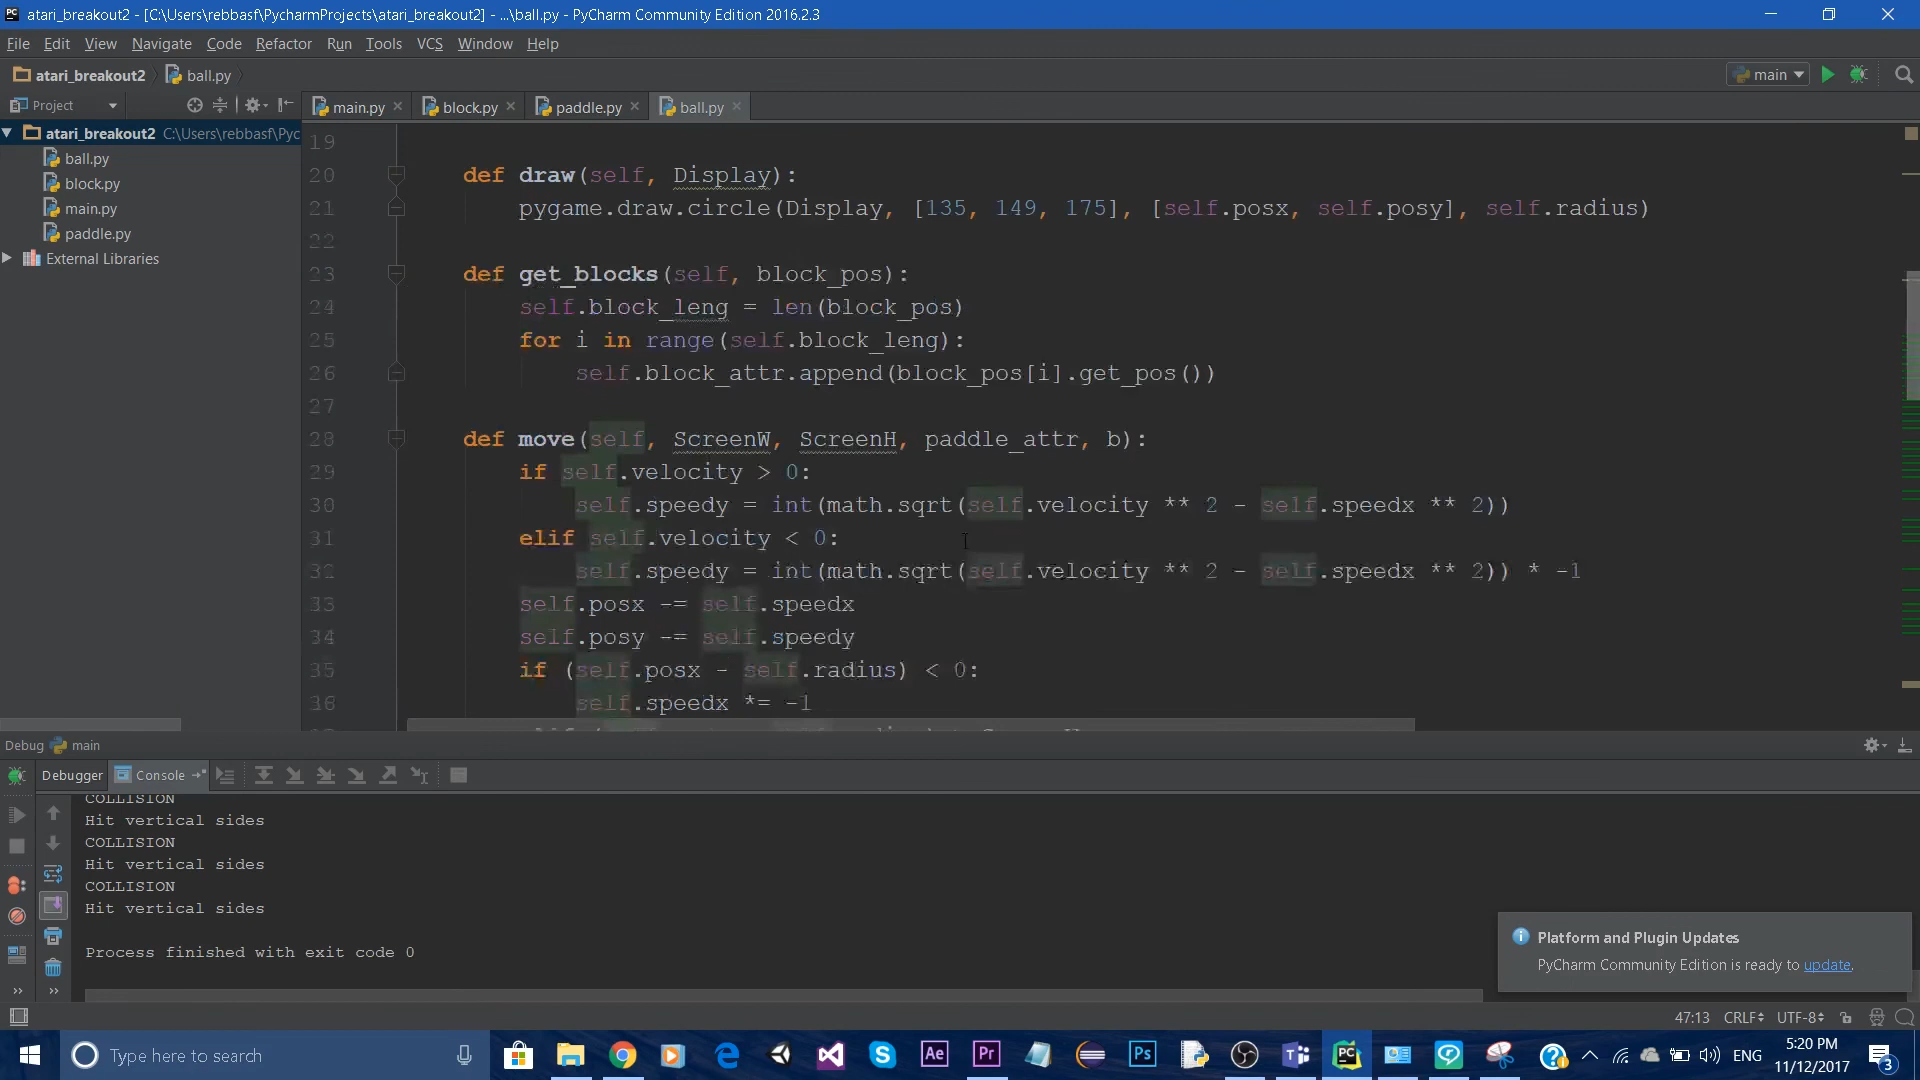 atari_breakout2 - [C:\Users\rebbasf\PycharmProjects\atari_breakout2] - ...\ball.py - PyCharm Community Edition 2016.2.3
File Edit View Navigate Code Refactor Run Tools VCS Window Help
atari_breakout2 ball.py
main
Project
main.py block.py paddle.py ball.py
atari_breakout2 C:\Users\rebbasf\Pyc
ball.py
block.py
main.py
paddle.py
External Libraries
19
20 def draw(self, Display):
21 pygame.draw.circle(Display, [135, 149, 175], [self.posx, self.posy], self.radius)
22
23 def get_blocks(self, block_pos):
24 self.block_leng = len(block_pos)
25 for i in range(self.block_leng):
26 self.block_attr.append(block_pos[i].get_pos())
27
28 def move(self, ScreenW, ScreenH, paddle_attr, b):
29 if self.velocity > 0:
30 self.speedy = int(math.sqrt(self.velocity ** 2 - self.speedx ** 2))
31 elif self.velocity < 0:
32 self.speedy = int(math.sqrt(self.velocity ** 2 - self.speedx ** 2)) * -1
33 self.posx -= self.speedx
34 self.posy -= self.speedy
35 if (self.posx - self.radius) < 0:
36 self.speedx *= -1
Debug main
Debugger Console
COLLISION
Hit vertical sides
COLLISION
Hit vertical sides
COLLISION
Hit vertical sides
Process finished with exit code 0
Platform and Plugin Updates
PyCharm Community Edition is ready to update.
47:13 CRLF UTF-8
Type here to search
Ae Pr Ps PC
ENG
5:20 PM
11/12/2017
3